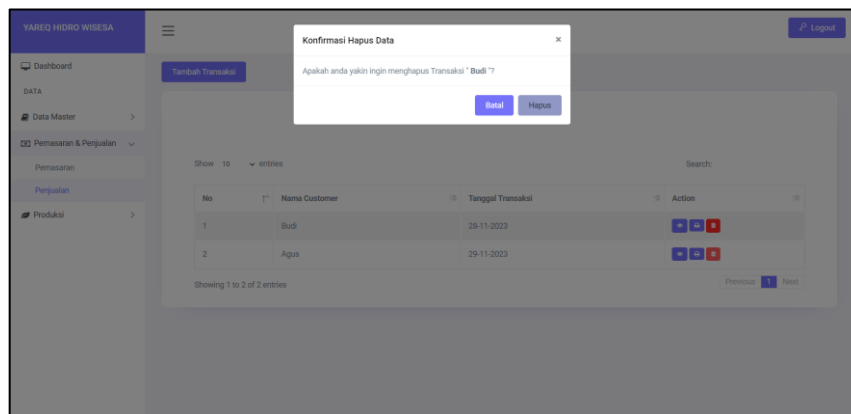 YAREQ HIDRO WISESA
Logout
Konfirmasi Hapus Data ×
Apakah anda yakin ingin menghapus Transaksi " Budi "?
Batal Hapus
Dashboard
DATA
Data Master
Pemasaran & Penjualan
Pemasaran
Penjualan
Produksi
Tambah Transaksi
Show 10 entries
Search:
No Nama Customer Tanggal Transaksi Action
1 Budi 28-11-2023
2 Agus 29-11-2023
Showing 1 to 2 of 2 entries
Previous 1 Next